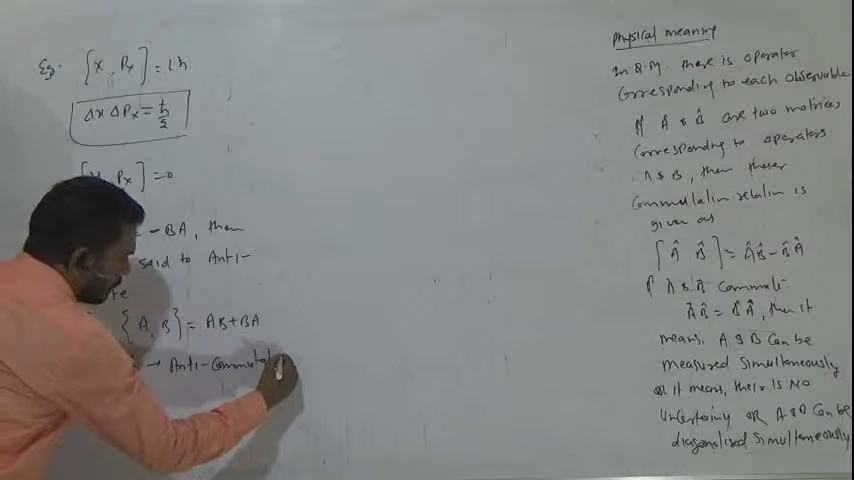 Eg. [x, Px] = iħ
Δx ΔPx = ħ/2
Px] = 0
= -BA, then
said to Anti-
{A, B} = AB+BA
→ Anti-Commutat
Physical meaning
In Q.M. there is operator
Corresponding to each observable
If Â & B̂ are two matrices
Corresponding to operators
A & B, then their
Commutation relation is
given as
[Â B̂] = ÂB̂ - B̂Â
If Â & B̂ Commute
ÂB̂ = B̂Â, then it
means, A & B Can be
measured simultaneously
or it means, their is No
Uncertainty or A & B Can be
diagonalised simultaneously